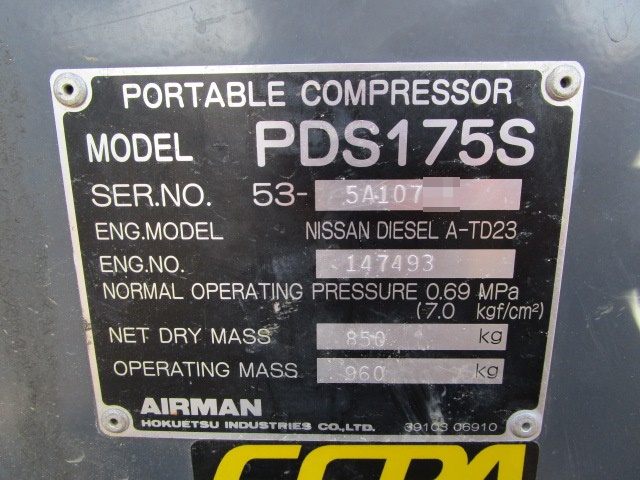 PORTABLE COMPRESSOR
MODEL PDS175S
SER.NO. 53- 5A107
ENG.MODEL NISSAN DIESEL A-TD23
ENG.NO. 147493
NORMAL OPERATING PRESSURE 0.69 MPa
(7.0 kgf/cm²)
NET DRY MASS 850 kg
OPERATING MASS 960 kg
AIRMAN
HOKUETSU INDUSTRIES CO.,LTD. 39103 06910